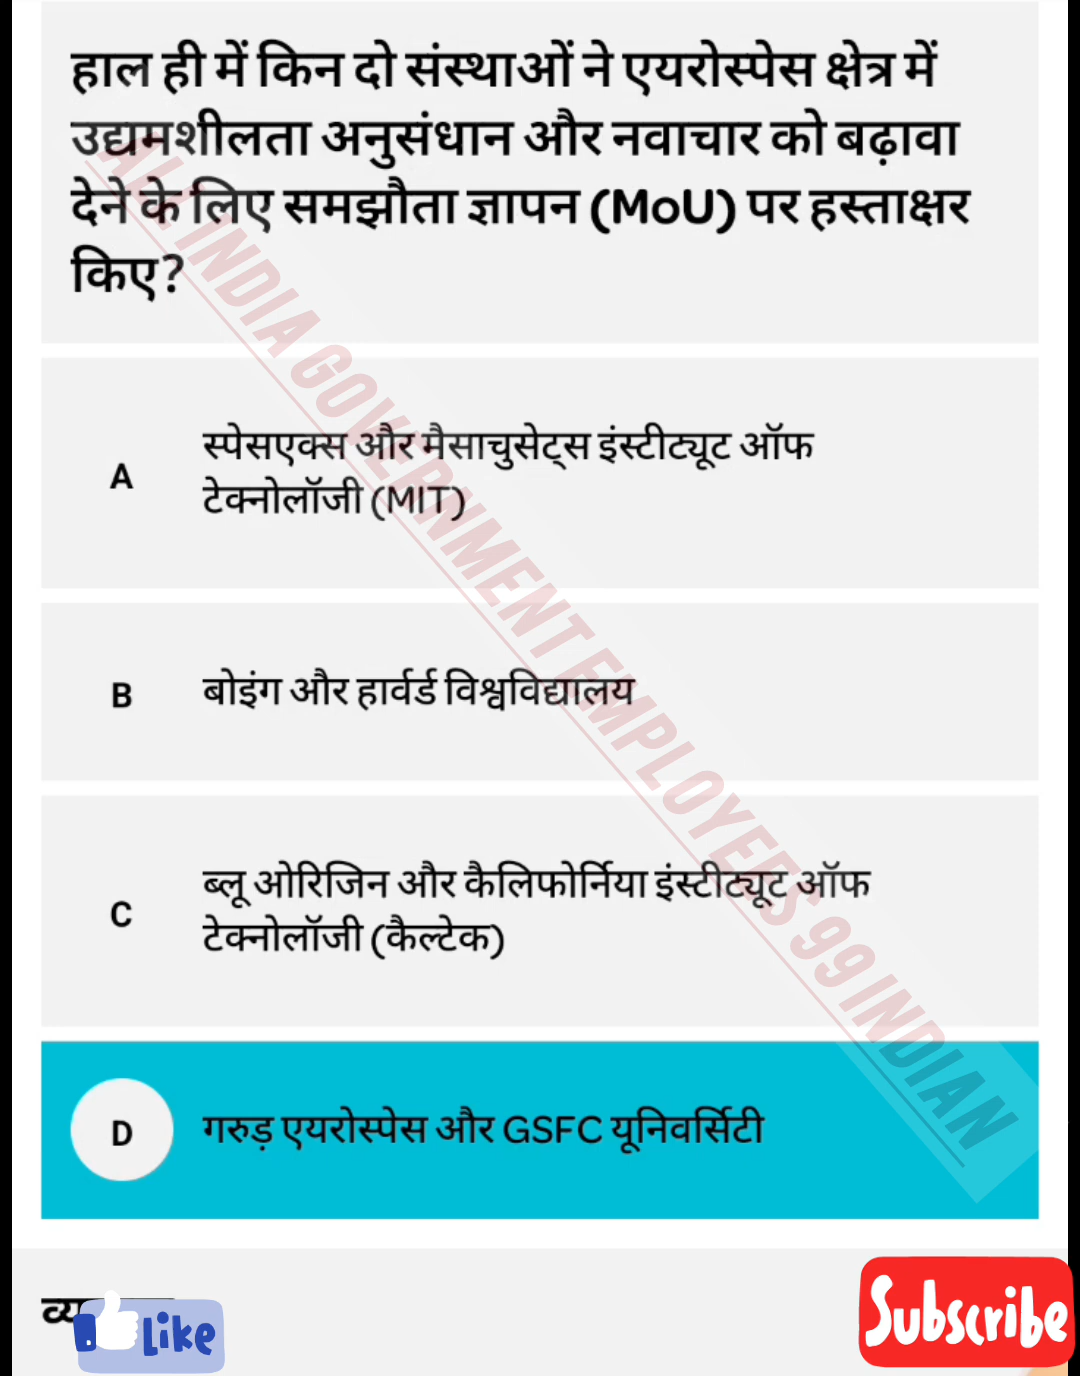 हाल ही में किन दो संस्थाओं ने एयरोस्पेस क्षेत्र में
उद्यमशीलता अनुसंधान और नवाचार को बढ़ावा
देने के लिए समझौता ज्ञापन (MoU) पर हस्ताक्षर
किए?
A
स्पेसएक्स और मैसाचुसेट्स इंस्टीट्यूट ऑफ
टेक्नोलॉजी (MIT)
B
बोइंग और हार्वर्ड विश्वविद्यालय
C
ब्लू ओरिजिन और कैलिफोर्निया इंस्टीट्यूट ऑफ
टेक्नोलॉजी (कैल्टेक)
D
गरुड़ एयरोस्पेस और GSFC यूनिवर्सिटी
ALL INDIA GOVERNMENT EMPLOYEES 99 INDIAN
Like
Subscribe